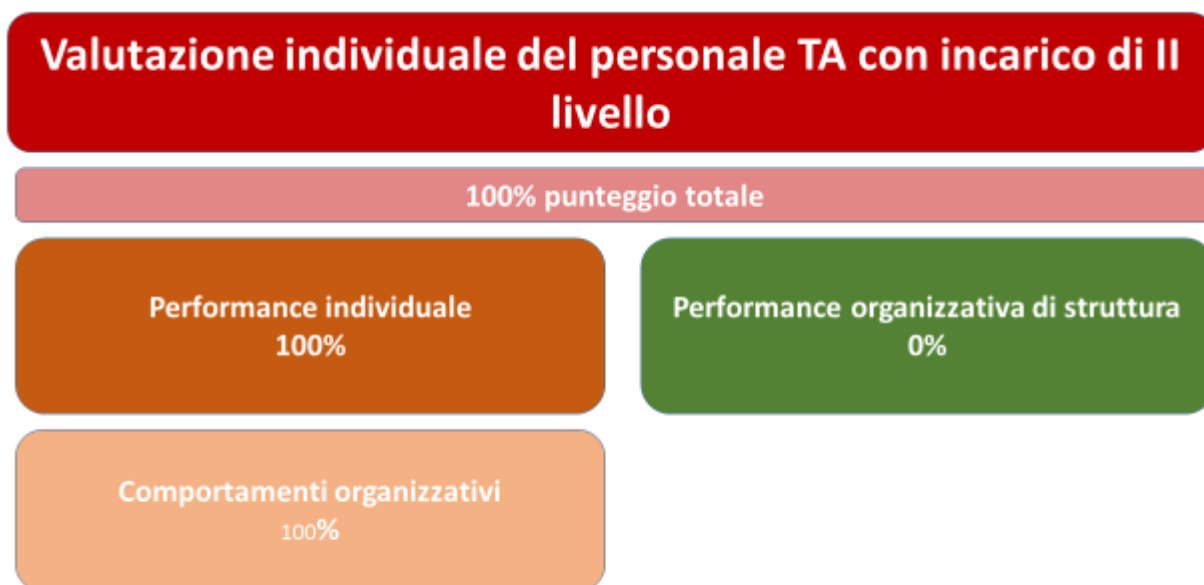 Valutazione individuale del personale TA con incarico di II
livello
100% punteggio totale
Performance individuale
100%
Performance organizzativa di struttura
0%
Comportamenti organizzativi
100%